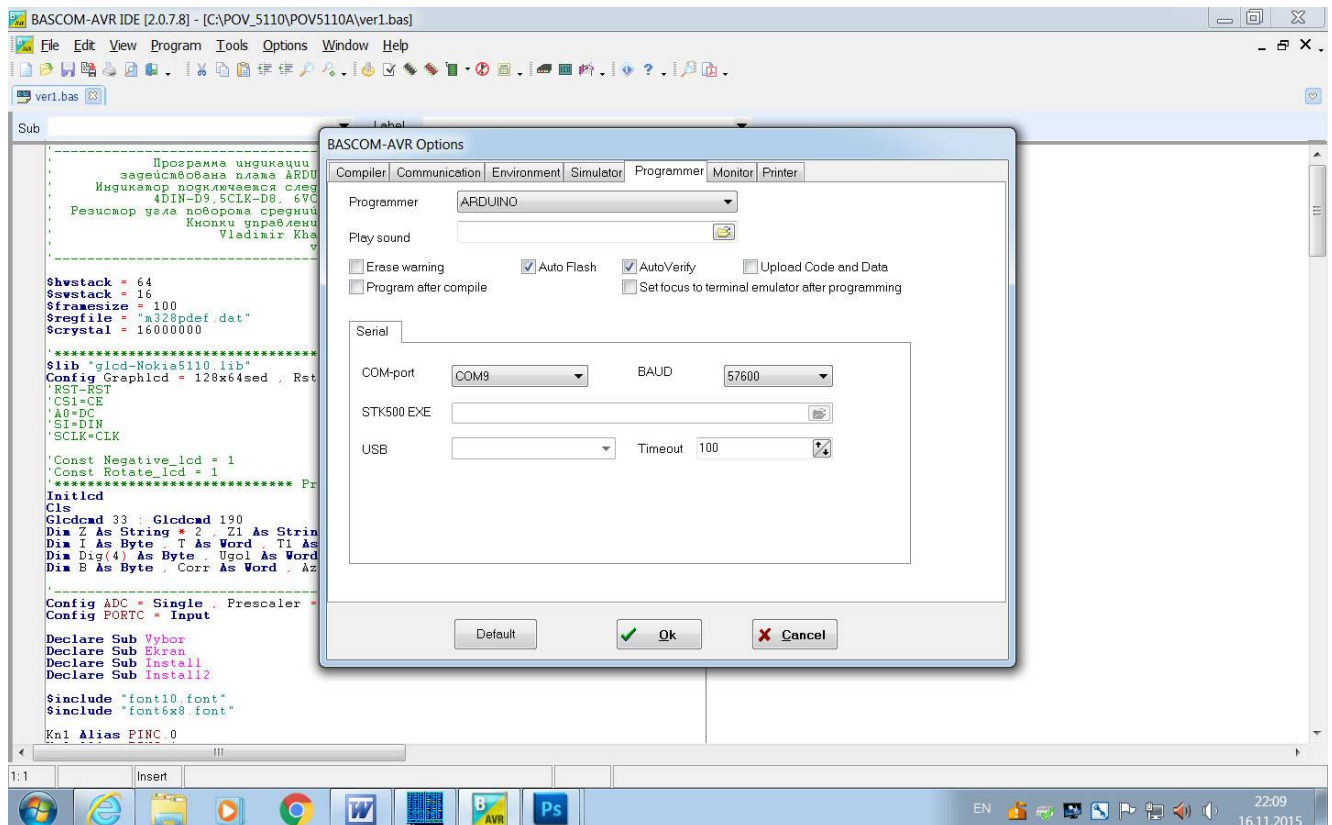 BASCOM-AVR IDE [2.0.7.8] - [C:\POV_5110\POV5110A\ver1.bas]
File Edit View Program Tools Options Window Help
ver1.bas
Sub Label
'-----------------------------------
' Программа индикации
' задействована плата ARDU
' Индикатор подключается след
' 4DIN-D9,5CLK-D8, 6VC
' Резистор угла поворота средний
' Кнопки управлени
' Vladimir Kha
' v
'-----------------------------------
$hwstack = 64
$swstack = 16
$framesize = 100
$regfile = "m328pdef.dat"
$crystal = 16000000
'********************************
$lib "glcd-Nokia5110.lib"
Config Graphlcd = 128x64sed , Rst
'RST=RST
'CS1=CE
'A0=DC
'SI=DIN
'SCLK=CLK
'Const Negative_lcd = 1
'Const Rotate_lcd = 1
'***************************** Pr
Initlcd
Cls
Glcdcmd 33 : Glcdcmd 190
Dim Z As String * 2 , Z1 As Strin
Dim I As Byte , T As Word , T1 As
Dim Dig(4) As Byte , Ugol As Word
Dim B As Byte , Corr As Word , Az
'-----------------------------------
Config ADC = Single , Prescaler =
Config PORTC = Input
Declare Sub Vybor
Declare Sub Ekran
Declare Sub Install
Declare Sub Install2
$include "font10.font"
$include "font6x8.font"
Kn1 Alias PINC.0
BASCOM-AVR Options
Compiler Communication Environment Simulator Programmer Monitor Printer
Programmer ARDUINO
Play sound
Erase warning Auto Flash AutoVerify Upload Code and Data
Program after compile Set focus to terminal emulator after programming
Serial
COM-port COM9 BAUD 57600
STK500 EXE
USB Timeout 100
Default Ok Cancel
1:1 Insert
W B AVR Ps EN 22:09
16.11.2015